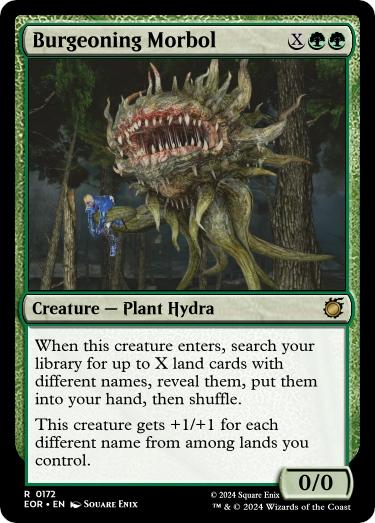 Burgeoning Morbol X
Creature — Plant Hydra
When this creature enters, search your
library for up to X land cards with
different names, reveal them, put them
into your hand, then shuffle.
This creature gets +1/+1 for each
different name from among lands you
control.
0/0
R 0172
EOR • EN SQUARE ENIX
© 2024 Square Enix
™ & © 2024 Wizards of the Coast